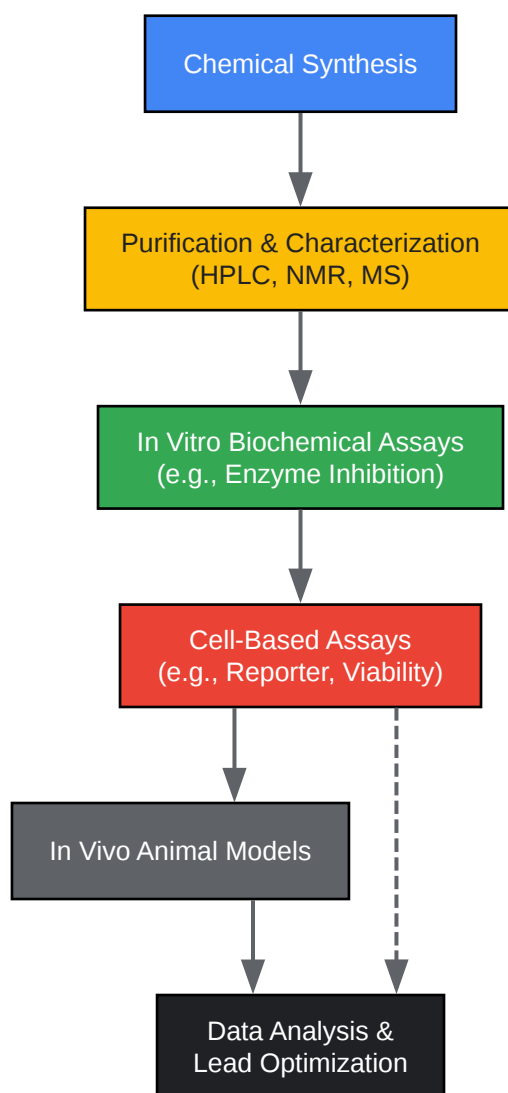 Chemical Synthesis
Purification & Characterization
(HPLC, NMR, MS)
In Vitro Biochemical Assays
(e.g., Enzyme Inhibition)
Cell-Based Assays
(e.g., Reporter, Viability)
In Vivo Animal Models
Data Analysis &
Lead Optimization